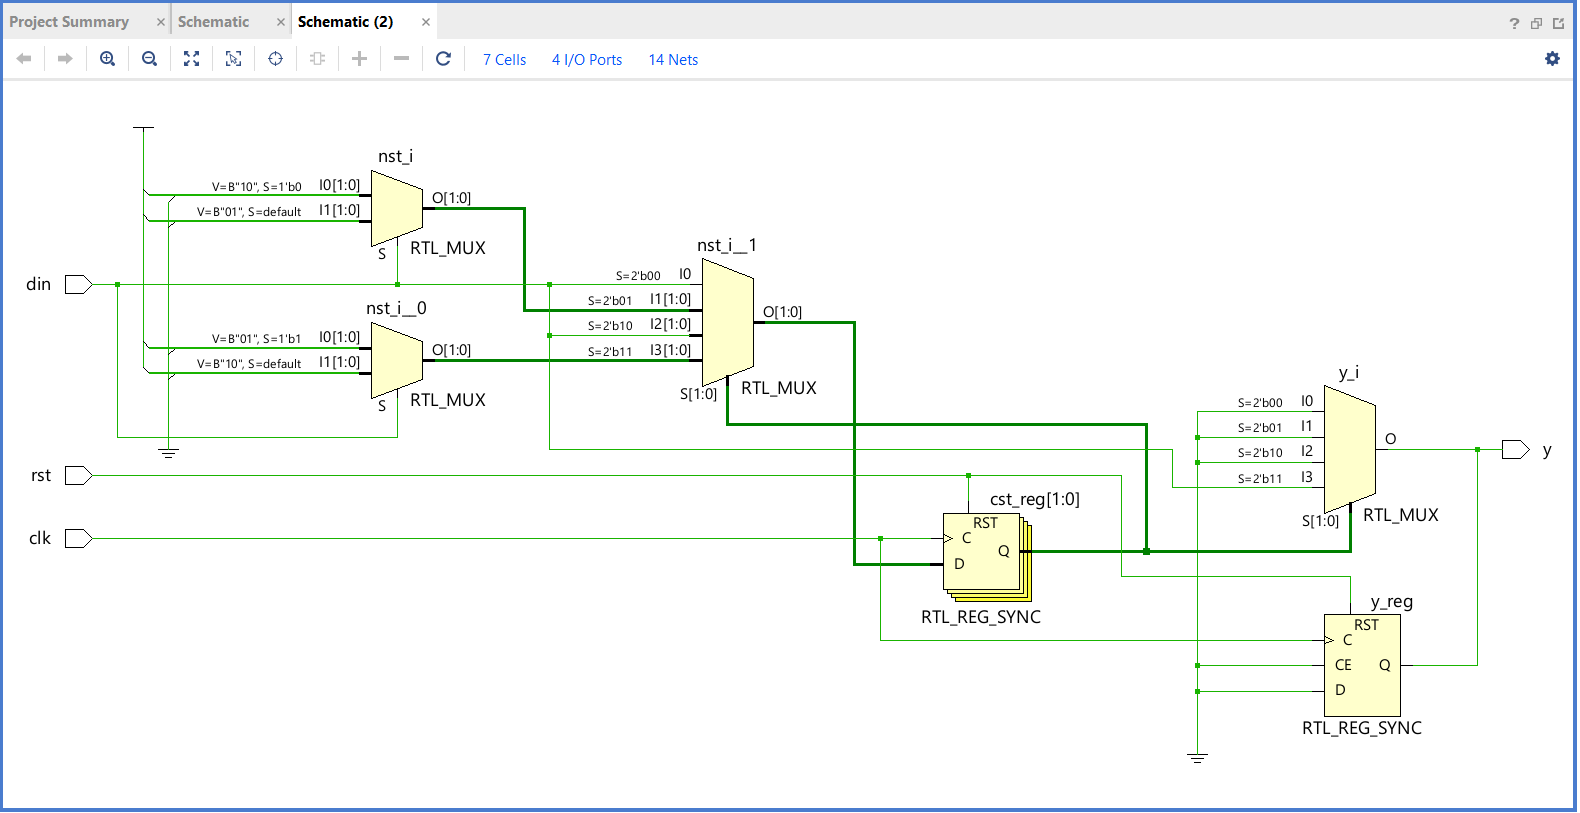 Project Summary × Schematic × Schematic (2) ×
?
7 Cells 4 I/O Ports 14 Nets
nst_i
V=B"10", S=1'b0 I0[1:0]
V=B"01", S=default I1[1:0]
O[1:0]
S
RTL_MUX
din
nst_i__0
V=B"01", S=1'b1 I0[1:0]
V=B"10", S=default I1[1:0]
O[1:0]
S
RTL_MUX
nst_i__1
S=2'b00 I0
S=2'b01 I1[1:0]
S=2'b10 I2[1:0]
S=2'b11 I3[1:0]
O[1:0]
S[1:0]
RTL_MUX
rst
clk
cst_reg[1:0]
RST
C
Q
D
RTL_REG_SYNC
y_i
S=2'b00 I0
S=2'b01 I1
S=2'b10 I2
S=2'b11 I3
O
S[1:0]
RTL_MUX
y
y_reg
RST
C
CE Q
D
RTL_REG_SYNC